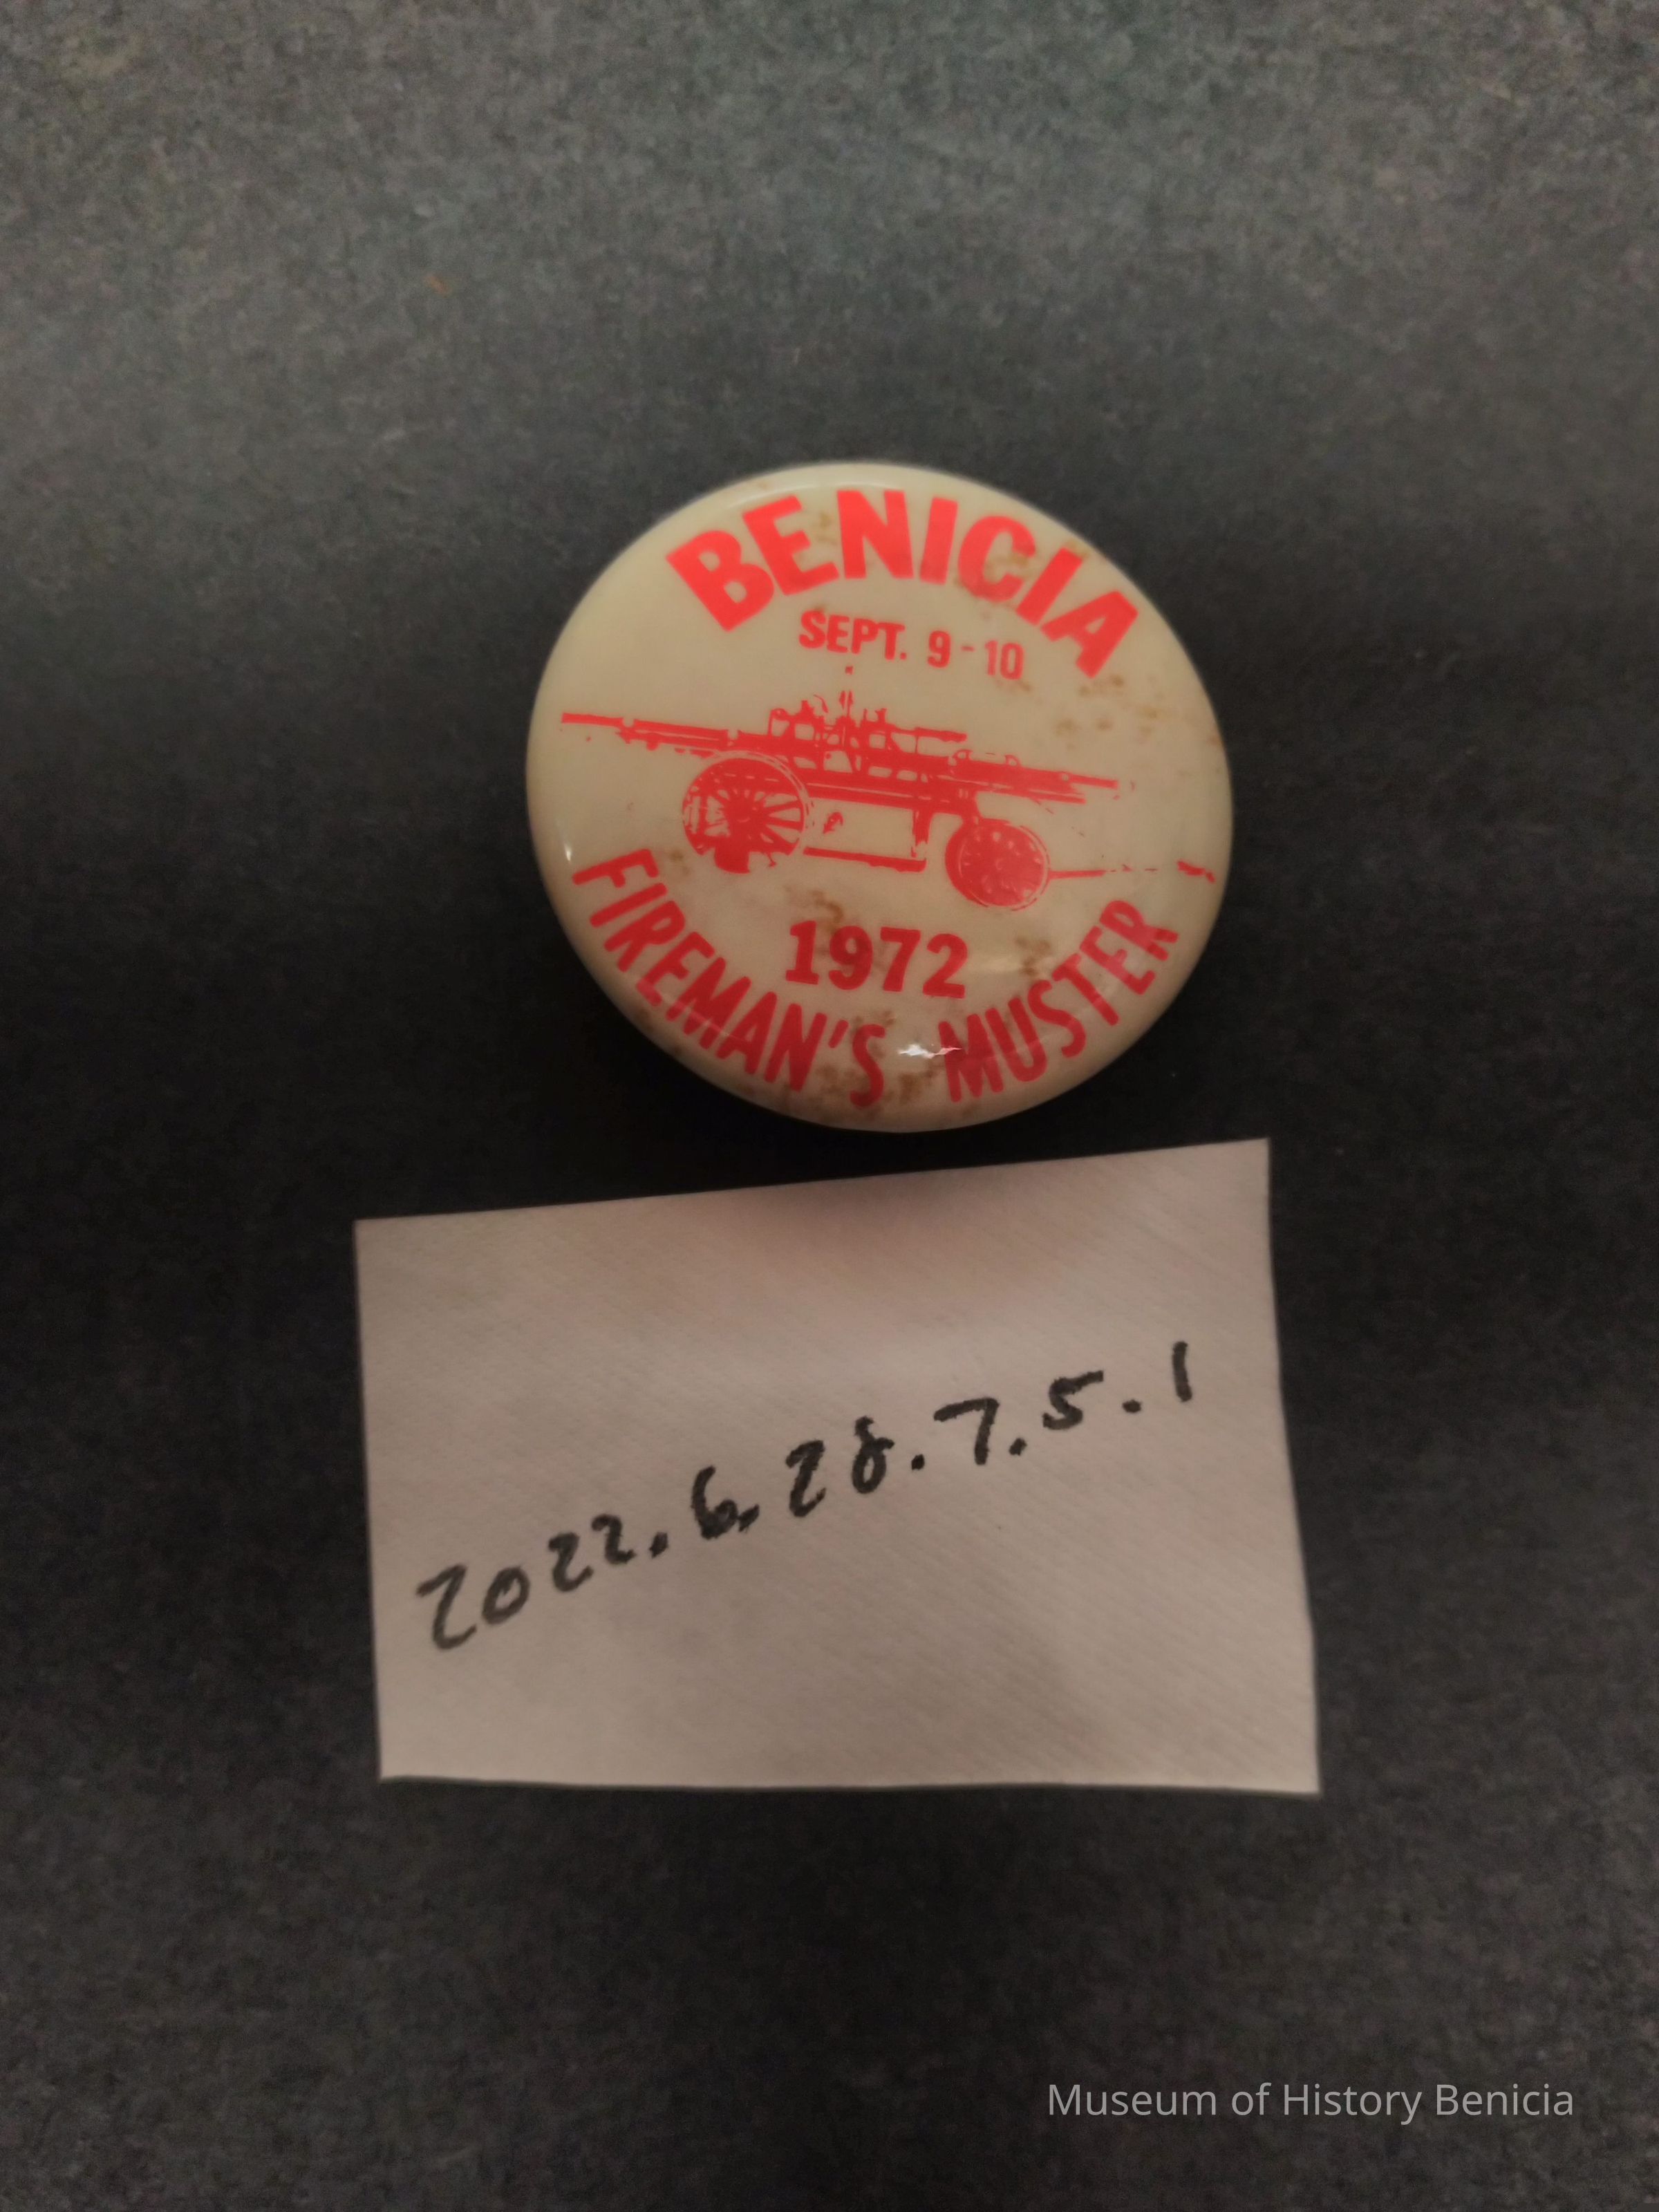 BENICIA
SEPT. 9-10
1972
FIREMAN'S MUSTER
2022.6.28.7.5.1
Museum of History Benicia